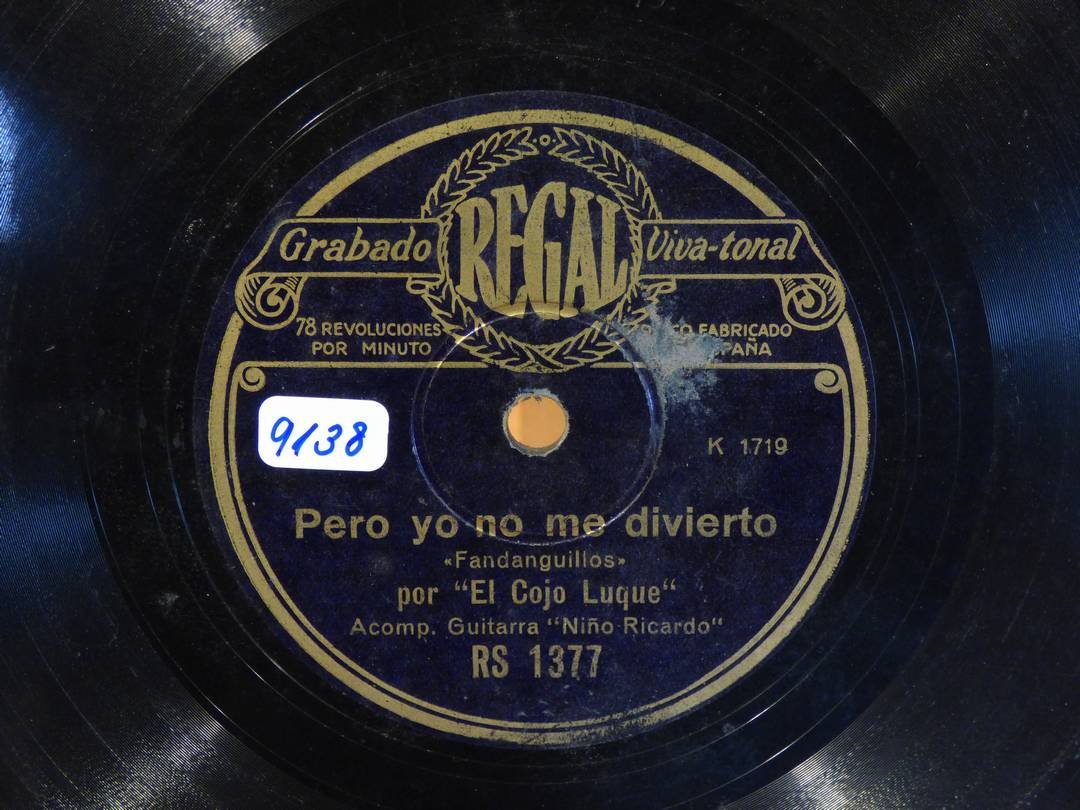 REGAL
Grabado Viva-tonal
78 REVOLUCIONES
POR MINUTO
FABRICADO
9138
K 1719
Pero yo no me divierto
«Fandanguillos»
por "El Cojo Luque"
Acomp. Guitarra "Niño Ricardo"
RS 1377